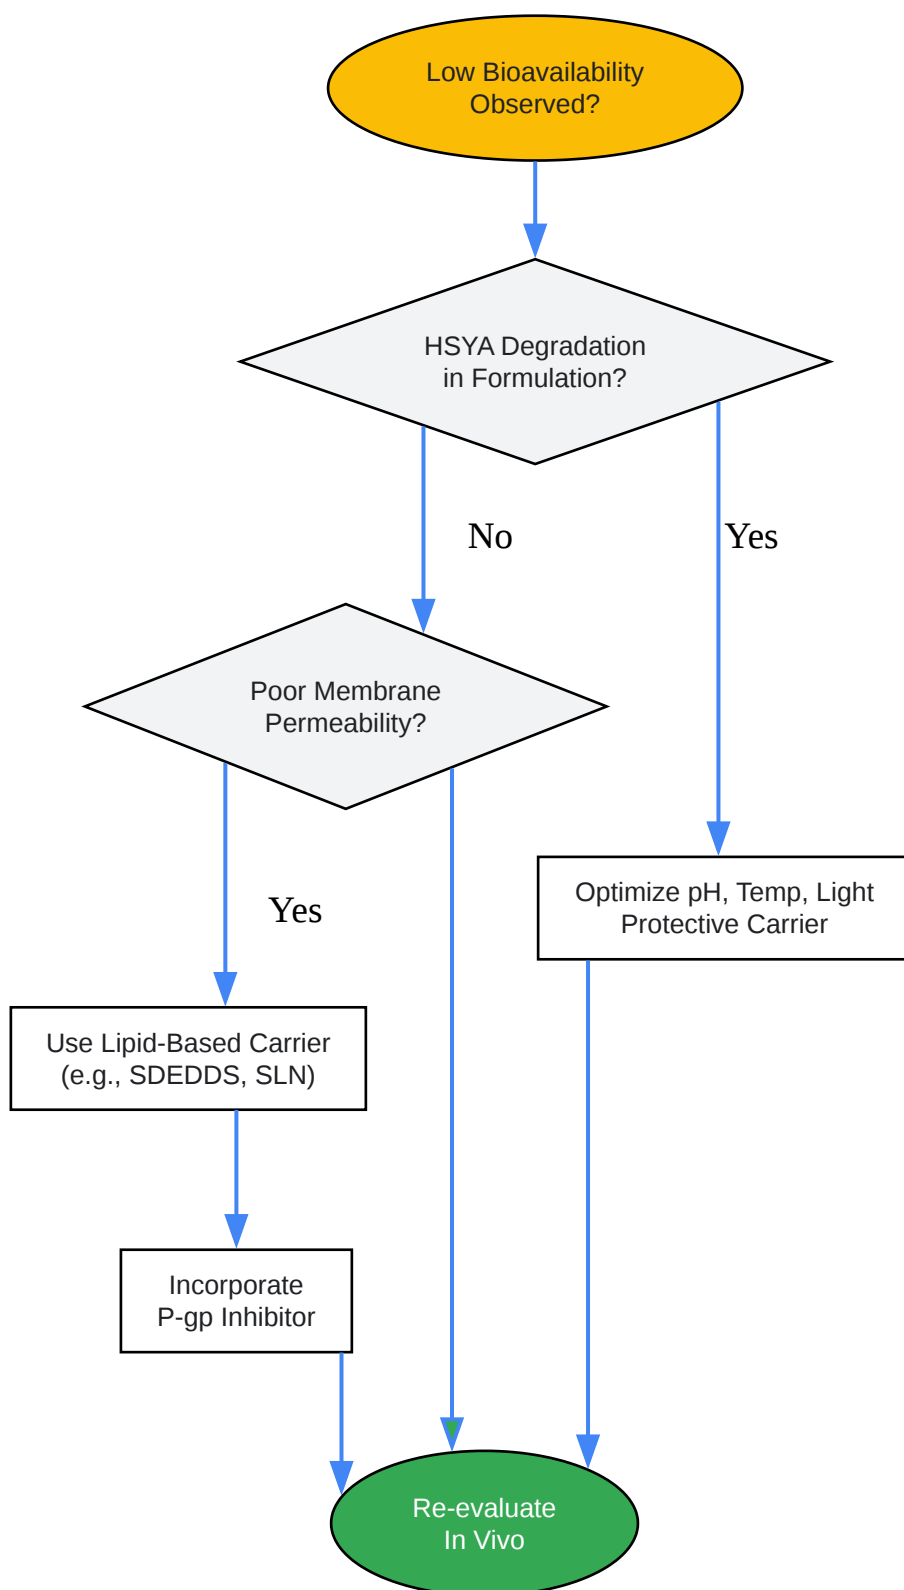 Low Bioavailability
Observed?
HSYA Degradation
in Formulation?
No
Yes
Poor Membrane
Permeability?
Optimize pH, Temp, Light
Protective Carrier
Yes
Use Lipid-Based Carrier
(e.g., SDEDDS, SLN)
Incorporate
P-gp Inhibitor
Re-evaluate
In Vivo